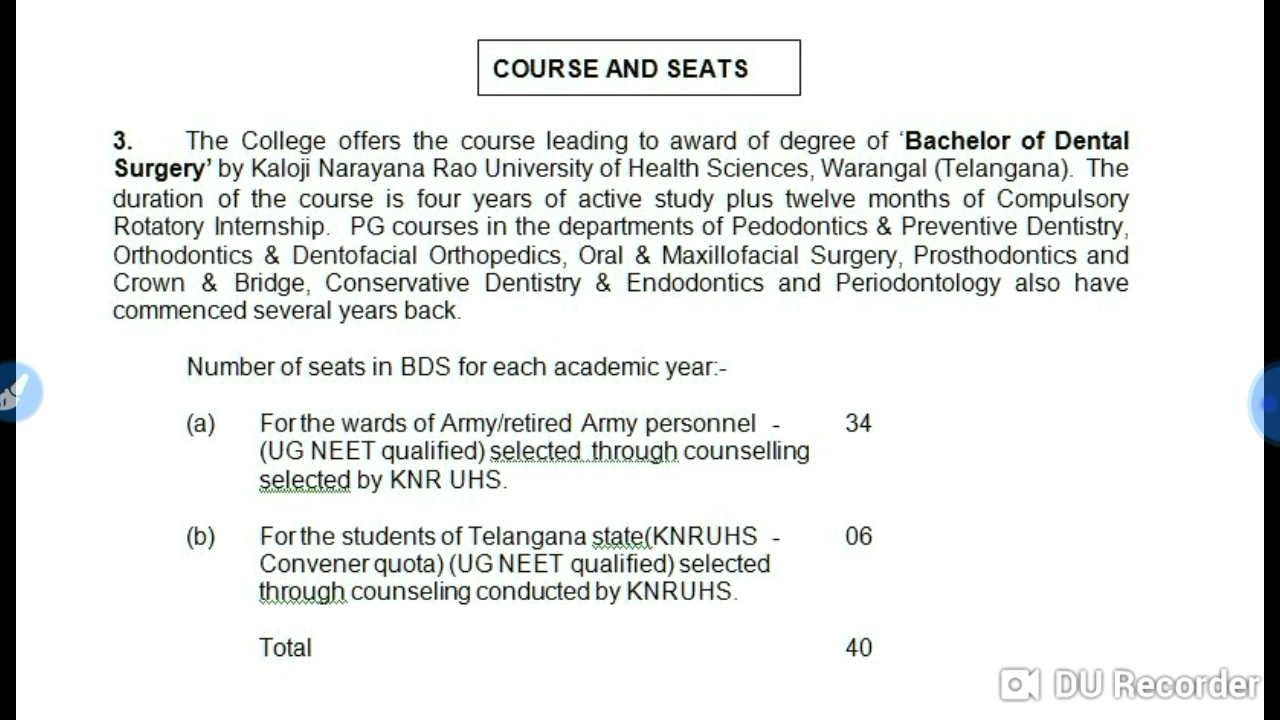 COURSE AND SEATS
3. The College offers the course leading to award of degree of ‘Bachelor of Dental
Surgery’ by Kaloji Narayana Rao University of Health Sciences, Warangal (Telangana). The
duration of the course is four years of active study plus twelve months of Compulsory
Rotatory Internship. PG courses in the departments of Pedodontics & Preventive Dentistry,
Orthodontics & Dentofacial Orthopedics, Oral & Maxillofacial Surgery, Prosthodontics and
Crown & Bridge, Conservative Dentistry & Endodontics and Periodontology also have
commenced several years back.
Number of seats in BDS for each academic year:-
(a) For the wards of Army/retired Army personnel - 34
(UG NEET qualified) selected through counselling
selected by KNR UHS.
(b) For the students of Telangana state(KNRUHS - 06
Convener quota) (UG NEET qualified) selected
through counseling conducted by KNRUHS.
Total 40
DU Recorder